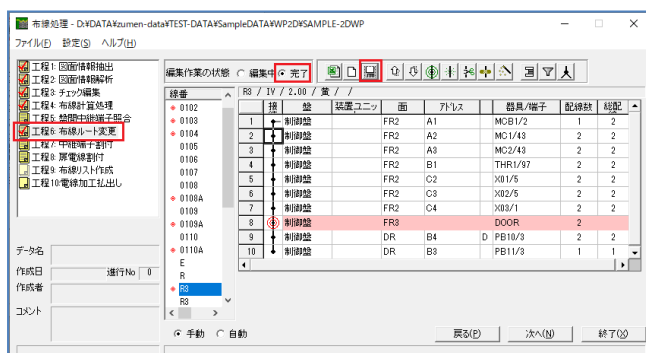 布線処理 - D:¥DATA¥zumen-data¥TEST-DATA¥SampleDATA¥WP2D¥SAMPLE-2DWP
ファイル(F) 設定(S) ヘルプ(H)
工程1: 図面情報抽出
工程2: 図面情報解析
工程3: チェック編集
工程4: 布線計算処理
工程5: 盤間中継端子照合
工程6: 布線ルート変更
工程7: 中継端子割付
工程8: 扉電線割付
工程9: 布線リスト作成
工程10:電線加工払出し
編集作業の状態 編集中 完了
線番
0102
0103
0104
0105
0106
0107
0108
0108A
0109
0109A
0110
0110A
E
R
R3
R3
R3 / IV / 2.00 / 黄 / /
接 盤 装置ユニッ 面 アドレス 器具/端子 配線数 総配
1 制御盤 FR2 A1 MCB1/2 1 2
2 制御盤 FR2 A2 MC1/43 2 2
3 制御盤 FR2 A3 MC2/43 2 2
4 制御盤 FR2 B1 THR1/97 2 2
5 制御盤 FR2 C2 X01/5 2 2
6 制御盤 FR2 C3 X02/5 2 2
7 制御盤 FR2 C4 X03/1 2 2
8 制御盤 FR3 DOOR 2
9 制御盤 DR B4 D PB10/3 2 2
10 制御盤 DR B3 PB11/3 1 1
データ名
作成日 進行No 0
作成者
コメント
手動 自動
戻る(P) 次へ(N) 終了(X)